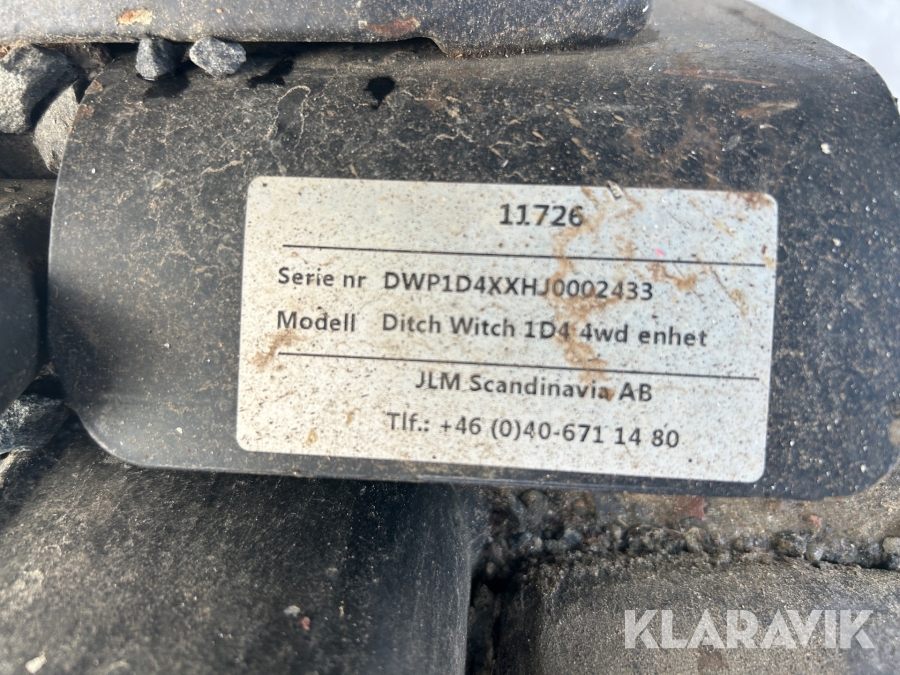 11726
Serie nr DWP1D4XXHJ0002433
Modell Ditch Witch 1D4 4wd enhet
JLM Scandinavia AB
Tlf.: +46 (0)40-671 14 80
KLARAVIK